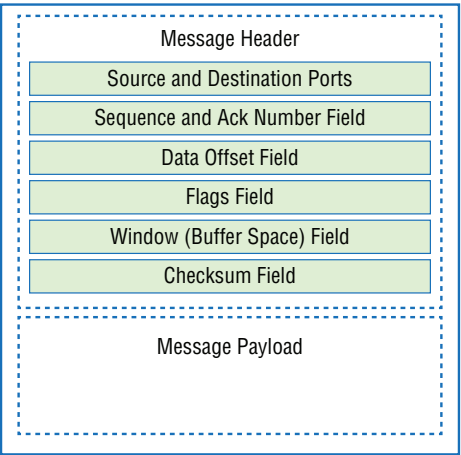 Message Header
Source and Destination Ports
Sequence and Ack Number Field
Data Offset Field
Flags Field
Window (Buffer Space) Field
Checksum Field
Message Payload